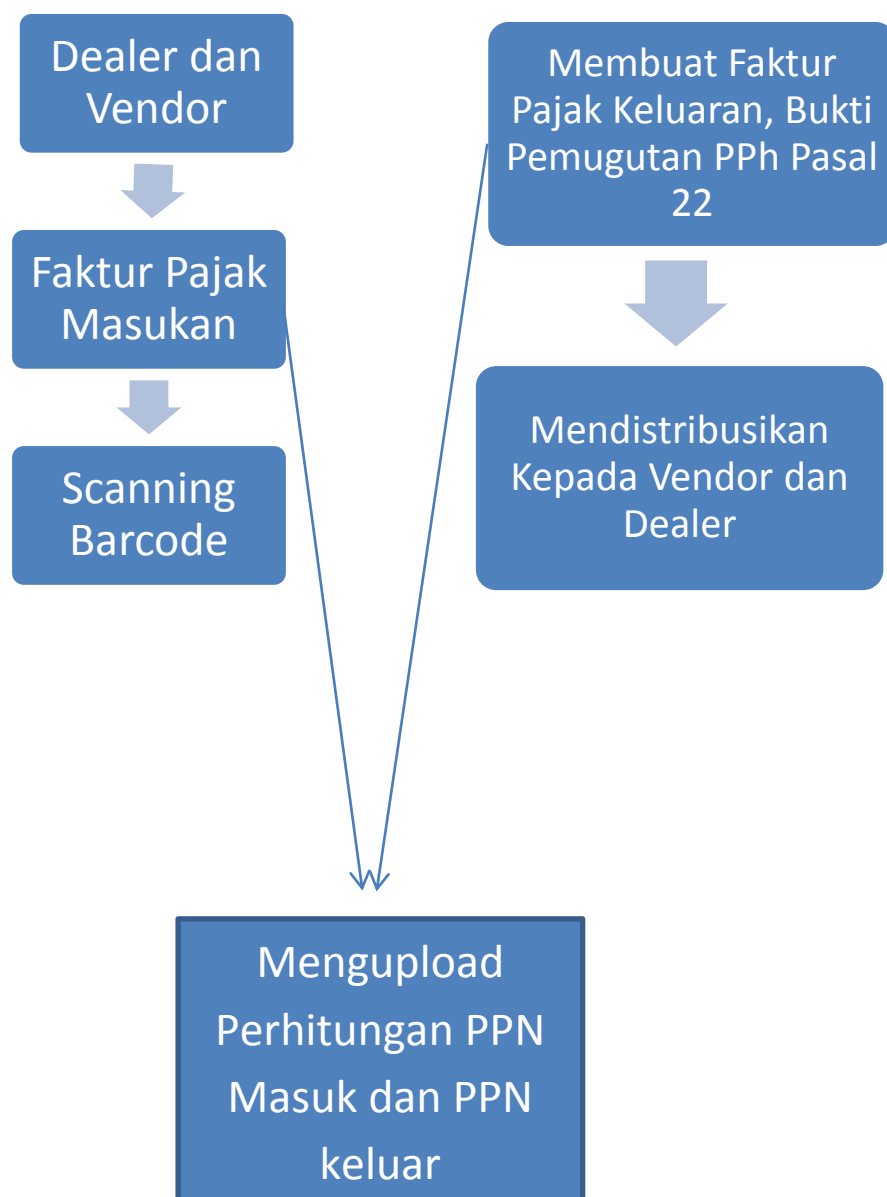 Dealer dan
Vendor
Faktur Pajak
Masukan
Scanning
Barcode
Membuat Faktur
Pajak Keluaran, Bukti
Pemugutan PPh Pasal
22
Mendistribusikan
Kepada Vendor dan
Dealer
Mengupload
Perhitungan PPN
Masuk dan PPN
keluar